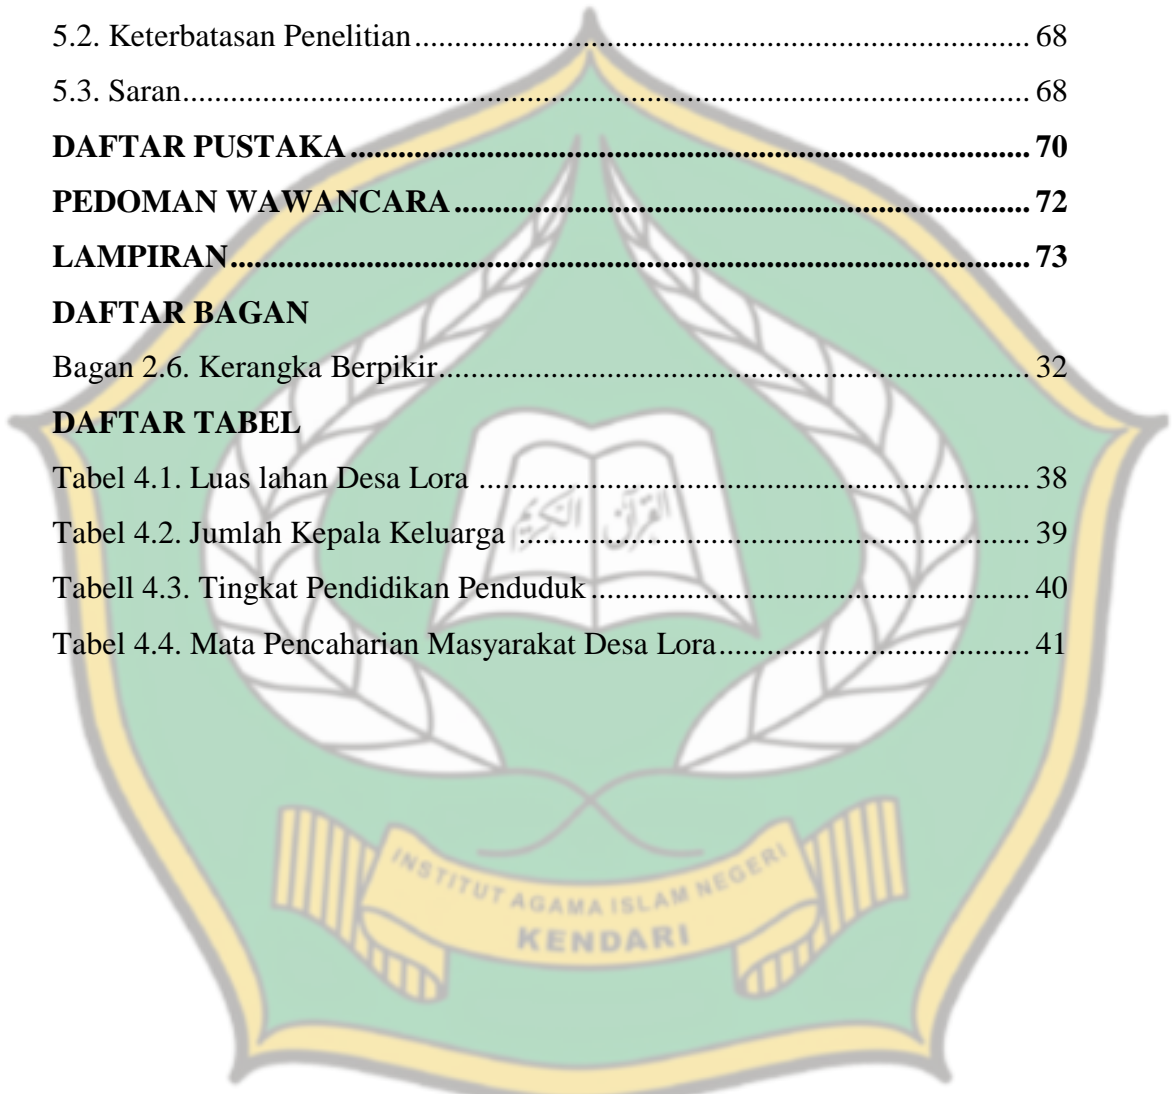 5.2. Keterbatasan Penelitian............................................................................. 68
5.3. Saran.......................................................................................................... 68
DAFTAR PUSTAKA..................................................................................... 70
PEDOMAN WAWANCARA........................................................................ 72
LAMPIRAN.................................................................................................... 73
DAFTAR BAGAN
Bagan 2.6. Kerangka Berpikir.......................................................................... 32
DAFTAR TABEL
Tabel 4.1. Luas lahan Desa Lora ..................................................................... 38
Tabel 4.2. Jumlah Kepala Keluarga ................................................................ 39
Tabell 4.3. Tingkat Pendidikan Penduduk....................................................... 40
Tabel 4.4. Mata Pencaharian Masyarakat Desa Lora....................................... 41
القرآن الكريم
INSTITUT AGAMA ISLAM NEGERI
KENDARI